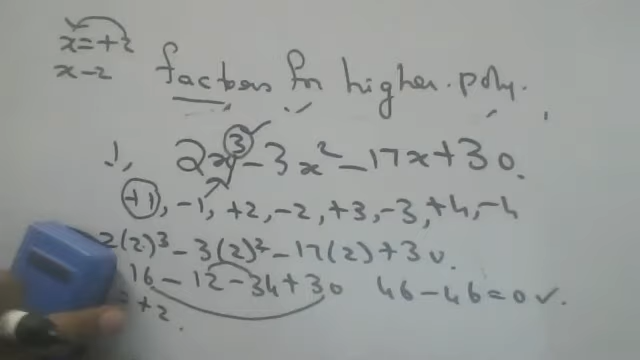 x=+2
x-2
factors for higher. poly.
1, 2x³-3x²-17x+30.
+1, -1, +2, -2, +3, -3, +4, -4
2(2)³-3(2)²-17(2)+30.
16-12-34+30 46-46=0✓.
=+2.